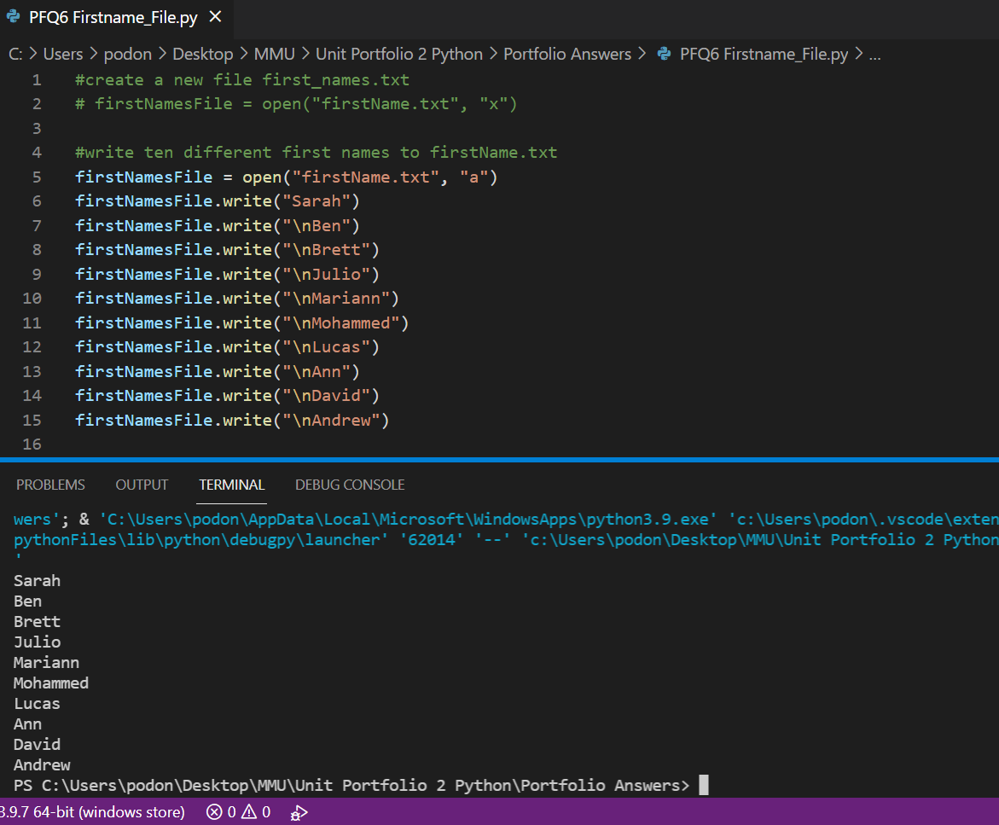 PFQ6 Firstname_File.py ×
C: > Users > podon > Desktop > MMU > Unit Portfolio 2 Python > Portfolio Answers > PFQ6 Firstname_File.py > ...
1 #create a new file first_names.txt
2 # firstNamesFile = open("firstName.txt", "x")
3
4 #write ten different first names to firstName.txt
5 firstNamesFile = open("firstName.txt", "a")
6 firstNamesFile.write("Sarah")
7 firstNamesFile.write("\nBen")
8 firstNamesFile.write("\nBrett")
9 firstNamesFile.write("\nJulio")
10 firstNamesFile.write("\nMariann")
11 firstNamesFile.write("\nMohammed")
12 firstNamesFile.write("\nLucas")
13 firstNamesFile.write("\nAnn")
14 firstNamesFile.write("\nDavid")
15 firstNamesFile.write("\nAndrew")
16
PROBLEMS OUTPUT TERMINAL DEBUG CONSOLE
wers'; & 'C:\Users\podon\AppData\Local\Microsoft\WindowsApps\python3.9.exe' 'c:\Users\podon\.vscode\exten
pythonFiles\lib\python\debugpy\launcher' '62014' '--' 'c:\Users\podon\Desktop\MMU\Unit Portfolio 2 Python
'
Sarah
Ben
Brett
Julio
Mariann
Mohammed
Lucas
Ann
David
Andrew
PS C:\Users\podon\Desktop\MMU\Unit Portfolio 2 Python\Portfolio Answers>
3.9.7 64-bit (windows store) 0 0